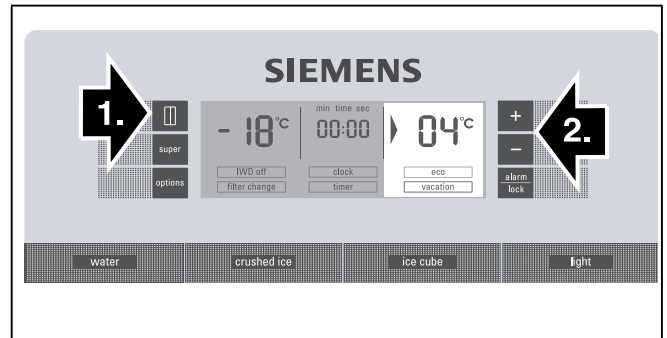 SIEMENS
1.
super
options
- 18°C
min time sec
00:00
04°C
IWD off
filter change
clock
timer
eco
vacation
+
-
alarm
lock
2.
water
crushed ice
ice cube
light